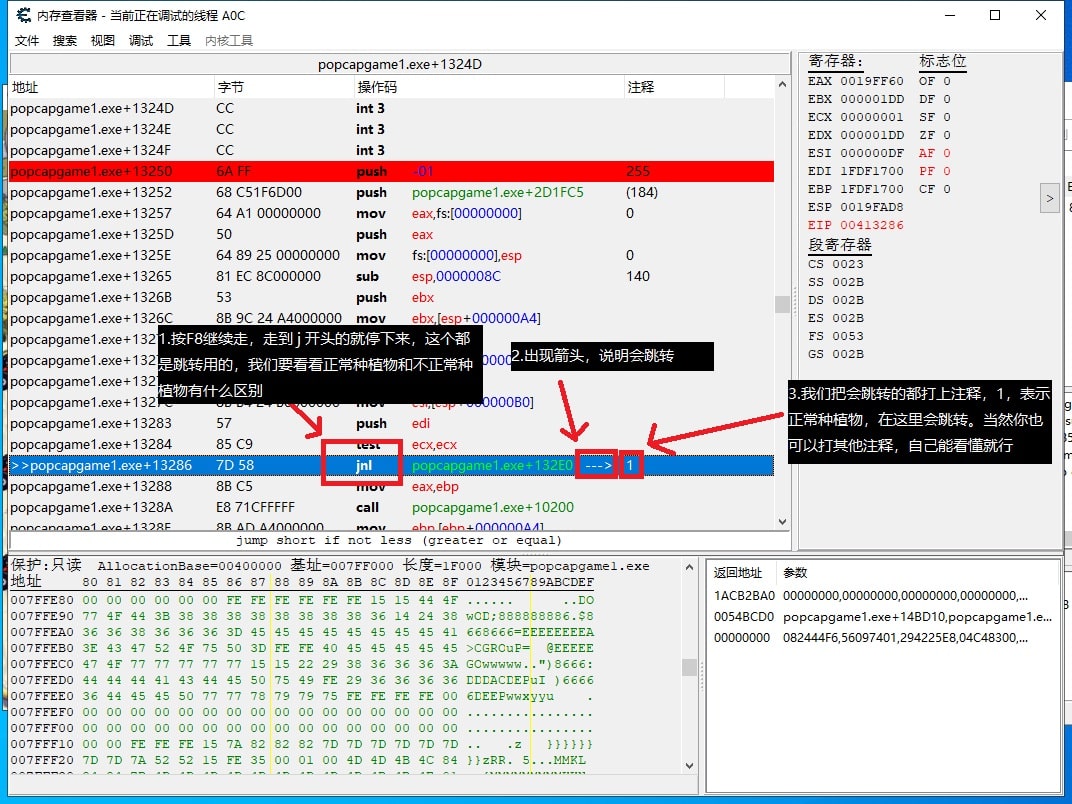 内存查看器 - 当前正在调试的线程 A0C
文件 搜索 视图 调试 工具 内核工具
popcapgame1.exe+1324D
地址 字节 操作码 注释
popcapgame1.exe+1324D CC int 3
popcapgame1.exe+1324E CC int 3
popcapgame1.exe+1324F CC int 3
popcapgame1.exe+13250 6A FF push -01 255
popcapgame1.exe+13252 68 C51F6D00 push popcapgame1.exe+2D1FC5 (184)
popcapgame1.exe+13257 64 A1 00000000 mov eax,fs:[00000000] 0
popcapgame1.exe+1325D 50 push eax
popcapgame1.exe+1325E 64 89 25 00000000 mov fs:[00000000],esp 0
popcapgame1.exe+13265 81 EC 8C000000 sub esp,0000008C 140
popcapgame1.exe+1326B 53 push ebx
popcapgame1.exe+1326C 8B 9C 24 A4000000 mov ebx,[esp+000000A4]
1.按F8继续走，走到 j 开头的就停下来，这个都
是跳转用的，我们要看看正常种植物和不正常种
植物有什么区别
2.出现箭头，说明会跳转
3.我们把会跳转的都打上注释，1，表示
正常种植物，在这里会跳转。当然你也
可以打其他注释，自己能看懂就行
popcapgame1.exe+13283 57 push edi
popcapgame1.exe+13284 85 C9 test ecx,ecx
>>popcapgame1.exe+13286 7D 58 jnl popcapgame1.exe+132E0 ---> 1
popcapgame1.exe+13288 8B C5 mov eax,ebp
popcapgame1.exe+1328A E8 71CFFFFF call popcapgame1.exe+10200
popcapgame1.exe+1328F 8B AD A4000000 mov ebp,[ebp+000000A4]
jump short if not less (greater or equal)
寄存器: 标志位
EAX 0019FF60 OF 0
EBX 000001DD DF 0
ECX 00000001 SF 0
EDX 000001DD ZF 0
ESI 000000DF AF 0
EDI 1FDF1700 PF 0
EBP 1FDF1700 CF 0
ESP 0019FAD8
EIP 00413286
段寄存器
CS 0023
SS 002B
DS 002B
ES 002B
FS 0053
GS 002B
保护:只读 AllocationBase=00400000 基址=007FF000 长度=1F000 模块=popcapgame1.exe
地址 80 81 82 83 84 85 86 87 88 89 8A 8B 8C 8D 8E 8F 0123456789ABCDEF
007FFE80 00 00 00 00 00 00 FE FE FE FE FE FE 15 15 44 4F ...... ..DO
007FFE90 77 4F 44 3B 38 38 38 38 38 38 38 38 36 14 24 38 wOD;88888886.$8
007FFEA0 36 36 38 36 36 36 3D 45 45 45 45 45 45 45 45 41 668666=EEEEEEEEA
007FFEB0 3E 43 47 52 4F 75 50 3D FE FE 40 45 45 45 45 45 >CGROuP= @EEEEE
007FFEC0 47 4F 77 77 77 77 77 15 15 22 29 38 36 36 36 3A GOwwwww..")8666:
007FFED0 44 44 44 41 43 44 45 50 75 49 FE 29 36 36 36 36 DDDACDEPuI )6666
007FFEE0 36 44 45 45 50 77 77 78 79 79 75 FE FE FE FE 00 6DEEPwwxyyu .
007FFEF0 00 00 00 00 00 00 00 00 00 00 00 00 00 00 00 00 ................
007FFF00 00 00 00 00 00 00 00 00 00 00 00 00 00 00 00 00 ................
007FFF10 00 00 FE FE FE 15 7A 82 82 82 7D 7D 7D 7D 7D 7D .. .z }}}}}}
007FFF20 7D 7D 7A 52 52 15 FE 35 00 01 00 4D 4D 4B 4C 84 }}zRR. 5...MMKL
返回地址 参数
1ACB2BA0 00000000,00000000,00000000,00000000,...
0054BCD0 popcapgame1.exe+14BD10,popcapgame1.e...
00000000 082444F6,56097401,294225E8,04C48300,...